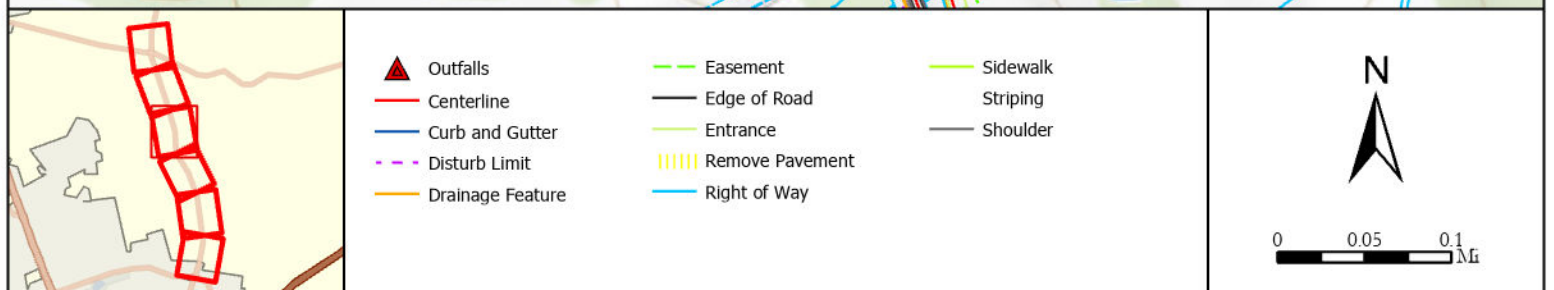 Outfalls
Centerline
Curb and Gutter
Disturb Limit
Drainage Feature
Easement
Edge of Road
Entrance
Remove Pavement
Right of Way
Sidewalk
Striping
Shoulder
N
0 0.05 0.1
Mi